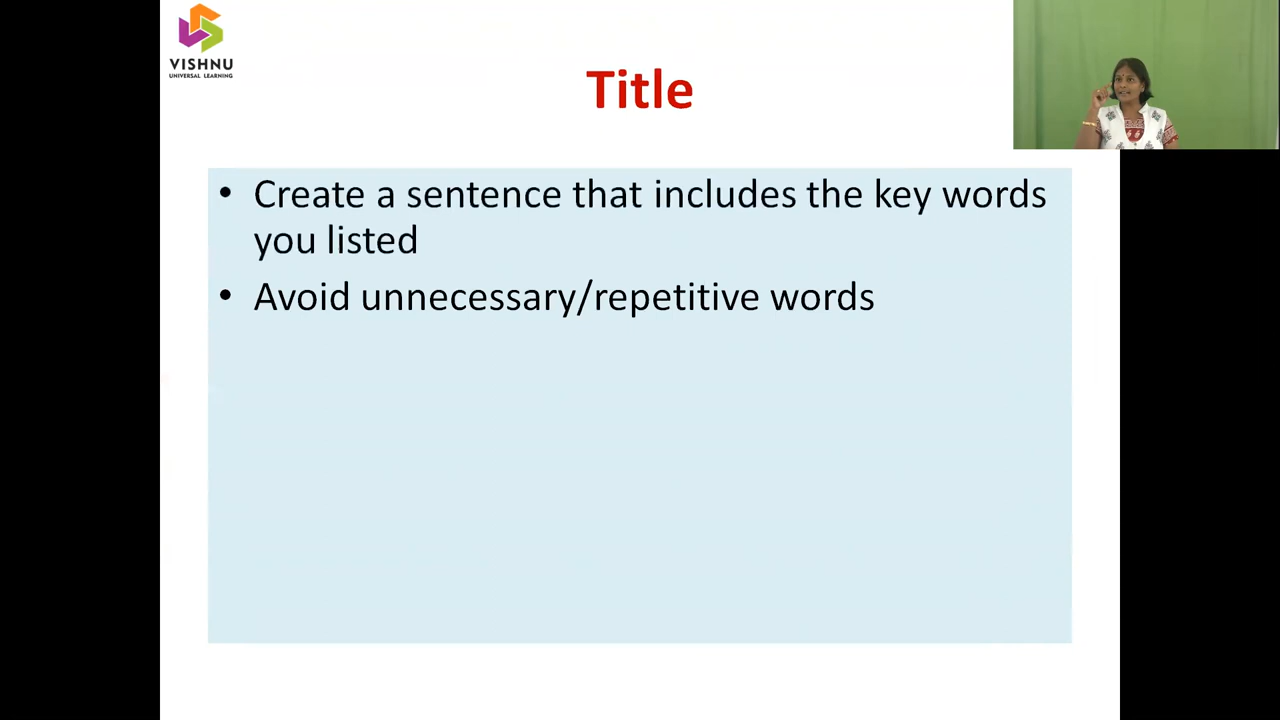 VISHNU
UNIVERSAL LEARNING
Title
• Create a sentence that includes the key words
you listed
• Avoid unnecessary/repetitive words